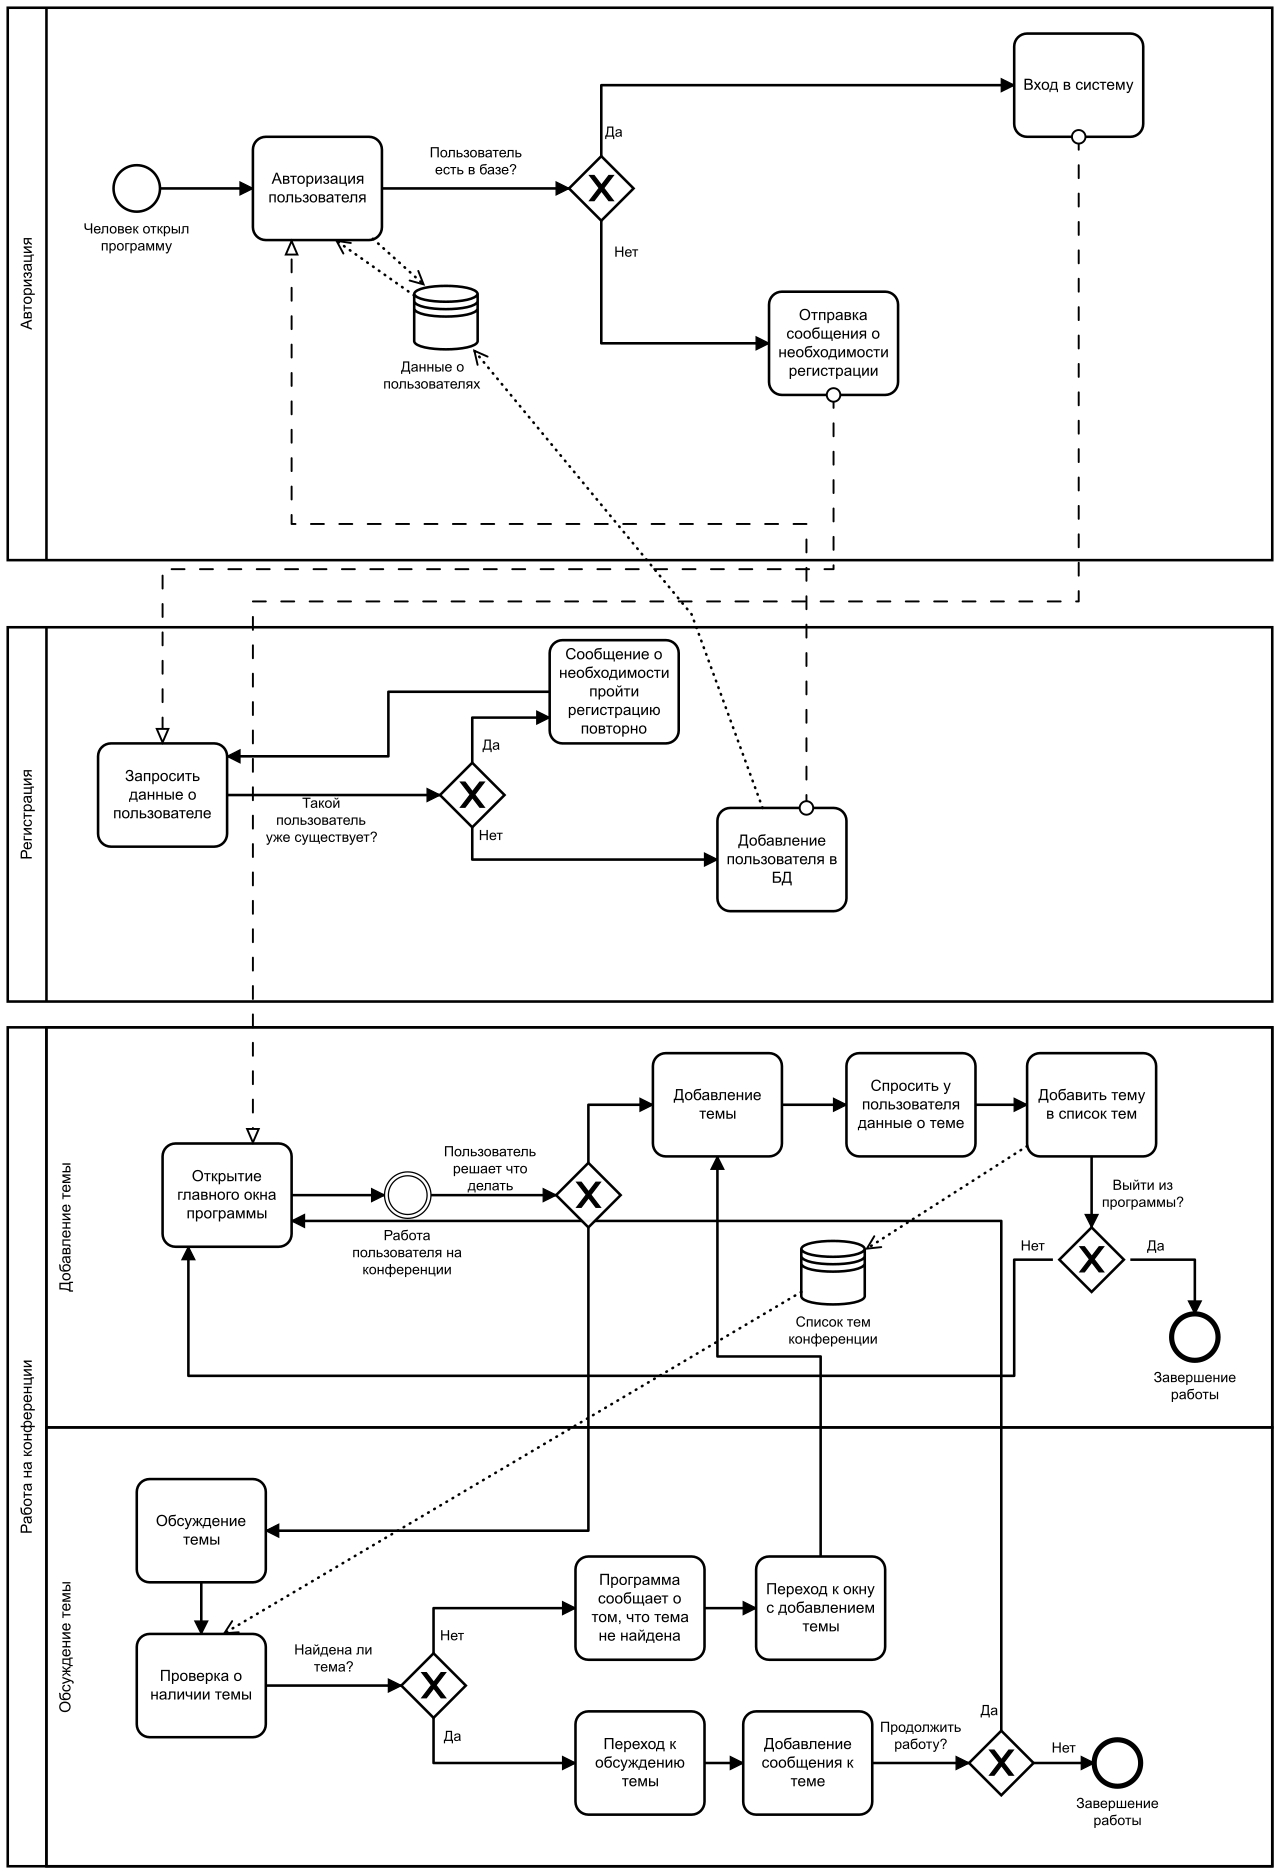 Авторизация
Человек открыл
программу
Авторизация
пользователя
Пользователь
есть в базе?
X
Да
Нет
Вход в систему
Отправка
сообщения о
необходимости
регистрации
Данные о
пользователях
Регистрация
Запросить
данные о
пользователе
Такой
пользователь
уже существует?
X
Да
Нет
Сообщение о
необходимости
пройти
регистрацию
повторно
Добавление
пользователя в
БД
Работа на конференции
Добавление темы
Открытие
главного окна
программы
Работа
пользователя на
конференции
Пользователь
решает что
делать
X
Добавление
темы
Спросить у
пользователя
данные о теме
Добавить тему
в список тем
Выйти из
программы?
Нет
X
Да
Завершение
работы
Список тем
конференции
Обсуждение темы
Обсуждение
темы
Проверка о
наличии темы
Найдена ли
тема?
X
Нет
Да
Программа
сообщает о
том, что тема
не найдена
Переход к окну
с добавлением
темы
Переход к
обсуждению
темы
Добавление
сообщения к
теме
Продолжить
работу?
Да
X
Нет
Завершение
работы